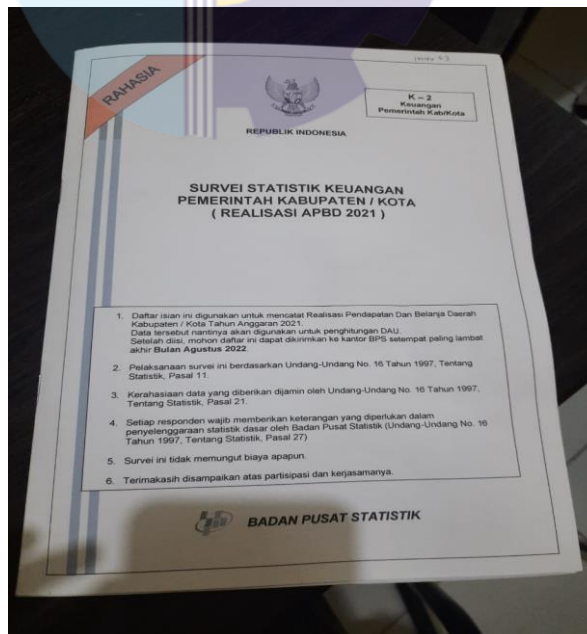 RAHASIA
K – 2
Keuangan
Pemerintah Kab/Kota
REPUBLIK INDONESIA
SURVEI STATISTIK KEUANGAN
PEMERINTAH KABUPATEN / KOTA
( REALISASI APBD 2021 )
1. Daftar isian ini digunakan untuk mencatat Realisasi Pendapatan Dan Belanja Daerah
Kabupaten / Kota Tahun Anggaran 2021.
Data tersebut nantinya akan digunakan untuk penghitungan DAU.
Setelah diisi, mohon daftar ini dapat dikirimkan ke kantor BPS setempat paling lambat
akhir Bulan Agustus 2022.
2. Pelaksanaan survei ini berdasarkan Undang-Undang No. 16 Tahun 1997, Tentang
Statistik, Pasal 11.
3. Kerahasiaan data yang diberikan dijamin oleh Undang-Undang No. 16 Tahun 1997,
Tentang Statistik, Pasal 21.
4. Setiap responden wajib memberikan keterangan yang diperlukan dalam
penyelenggaraan statistik dasar oleh Badan Pusat Statistik (Undang-Undang No. 16
Tahun 1997, Tentang Statistik, Pasal 27)
5. Survei ini tidak memungut biaya apapun.
6. Terimakasih disampaikan atas partisipasi dan kerjasamanya.
BADAN PUSAT STATISTIK